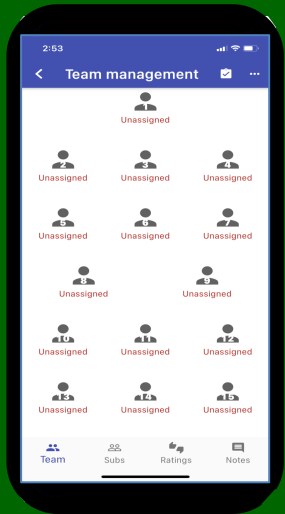 2:53
Team management
1
Unassigned
2 3 4
Unassigned Unassigned Unassigned
5 6 7
Unassigned Unassigned Unassigned
8 9
Unassigned Unassigned
10 11 12
Unassigned Unassigned Unassigned
13 14 15
Unassigned Unassigned Unassigned
Team Subs Ratings Notes